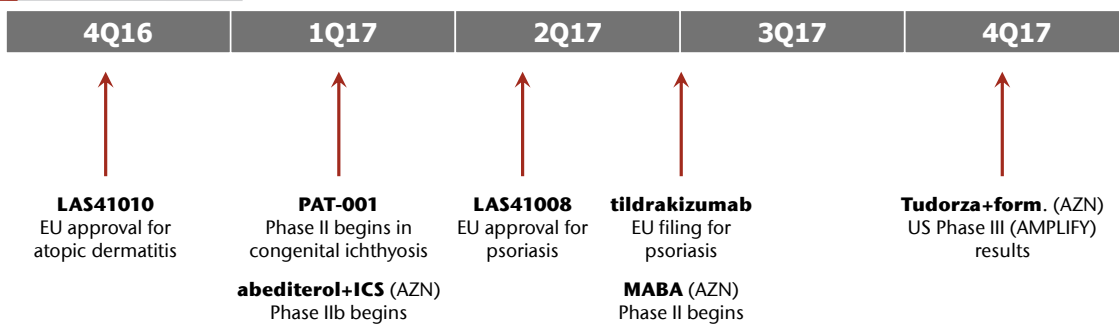 4Q16
1Q17
2Q17
3Q17
4Q17
LAS41010
EU approval for
atopic dermatitis
PAT-001
Phase II begins in
congenital ichthyosis
abediterol+ICS (AZN)
Phase IIb begins
LAS41008
EU approval for
psoriasis
tildrakizumab
EU filing for
psoriasis
MABA (AZN)
Phase II begins
Tudorza+form. (AZN)
US Phase III (AMPLIFY)
results